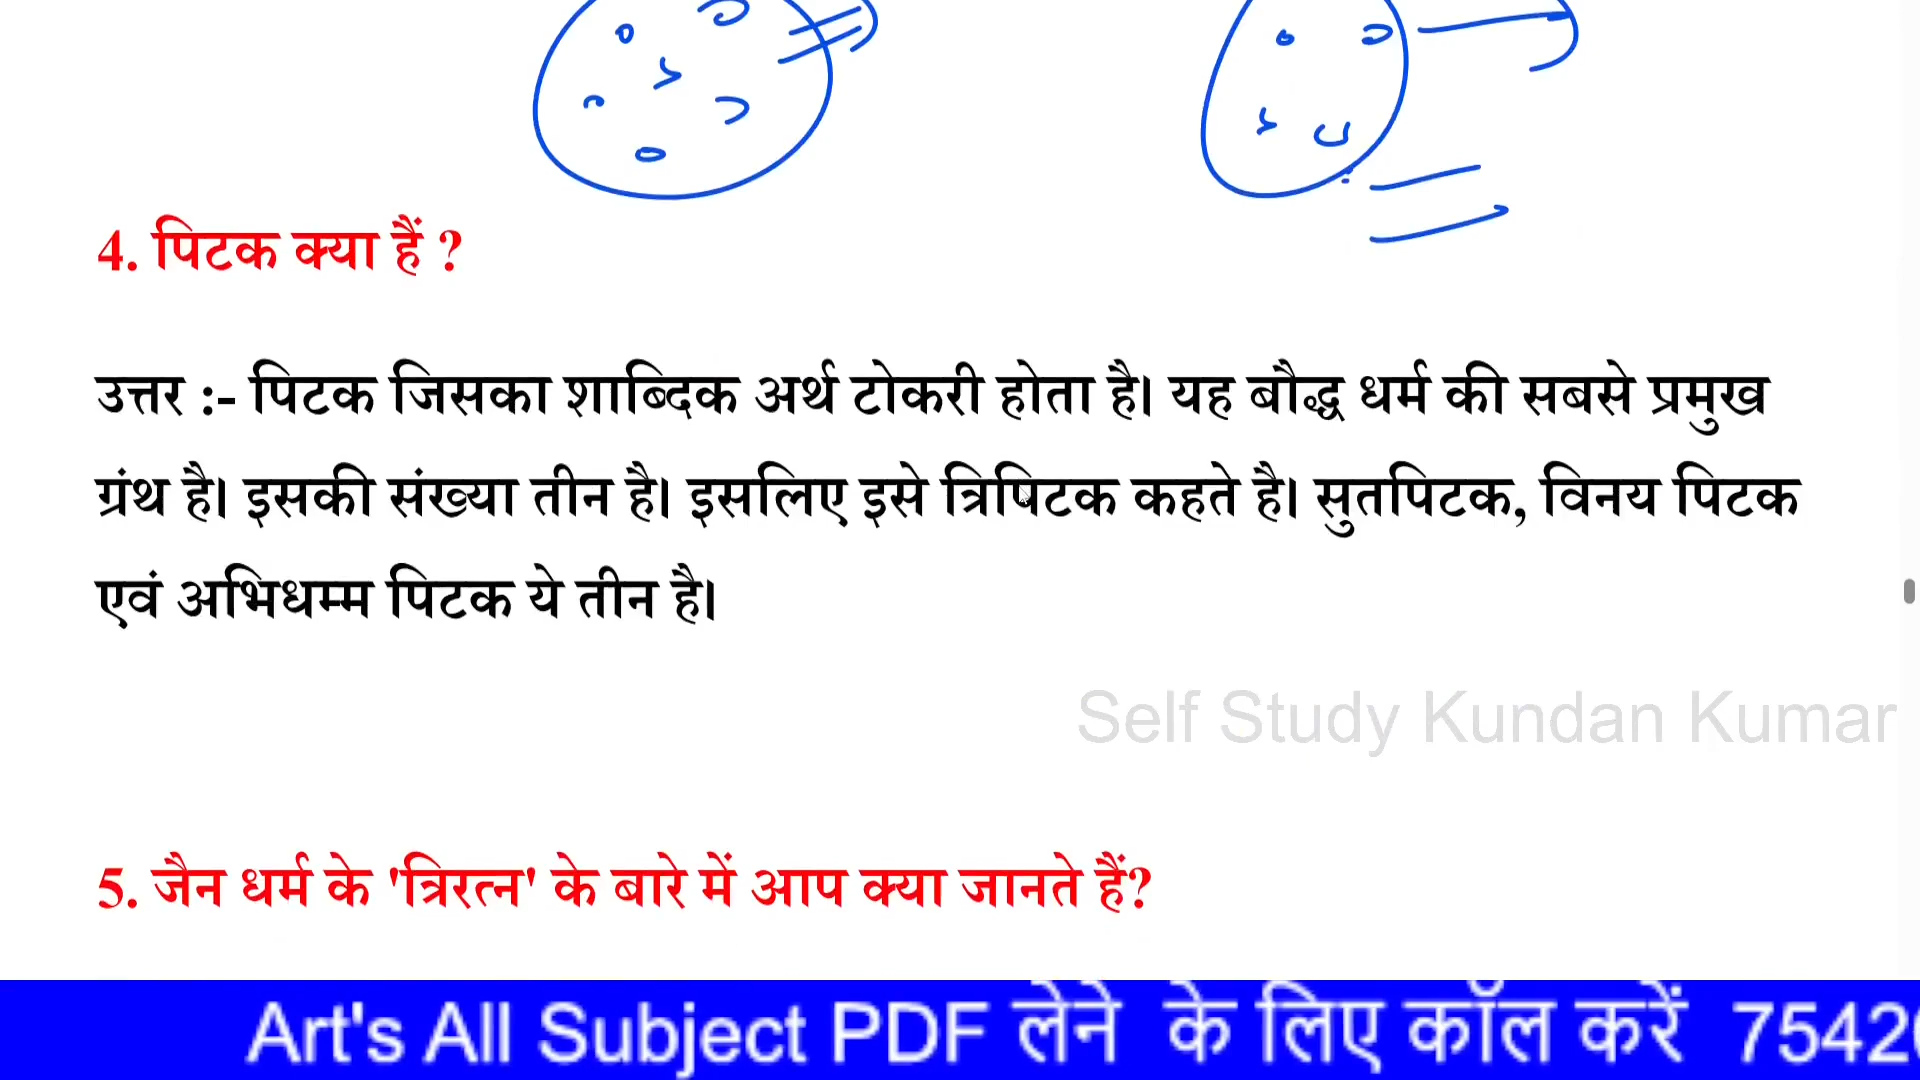 4. पिटक क्या हैं ?
उत्तर :- पिटक जिसका शाब्दिक अर्थ टोकरी होता है। यह बौद्ध धर्म की सबसे प्रमुख
ग्रंथ है। इसकी संख्या तीन है। इसलिए इसे त्रिपिटक कहते है। सुतपिटक, विनय पिटक
एवं अभिधम्म पिटक ये तीन है।
Self Study Kundan Kumar
5. जैन धर्म के 'त्रिरत्न' के बारे में आप क्या जानते हैं?
Art's All Subject PDF लेने के लिए कॉल करें 7542